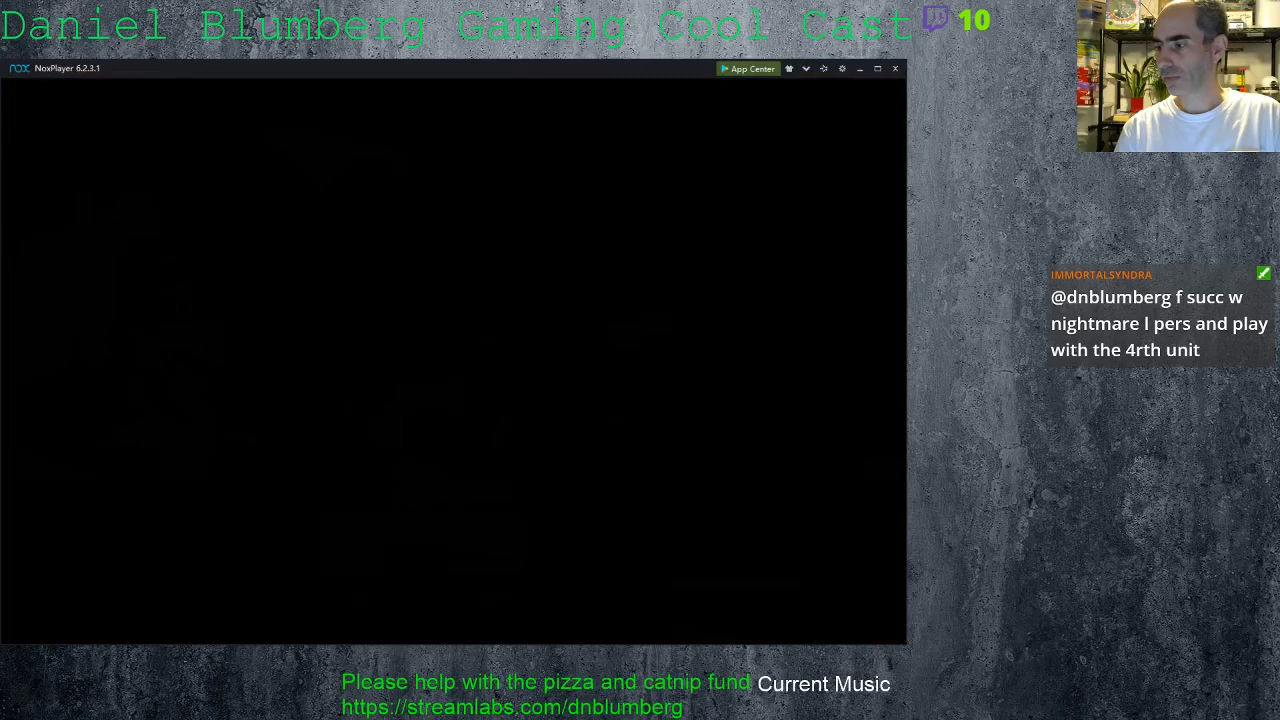 Daniel Blumberg Gaming Cool Cast 10
nox NoxPlayer 6.2.3.1 App Center
IMMORTALSYNDRA
@dnblumberg f succ w
nightmare l pers and play
with the 4rth unit
Please help with the pizza and catnip fund Current Music
https://streamlabs.com/dnblumberg